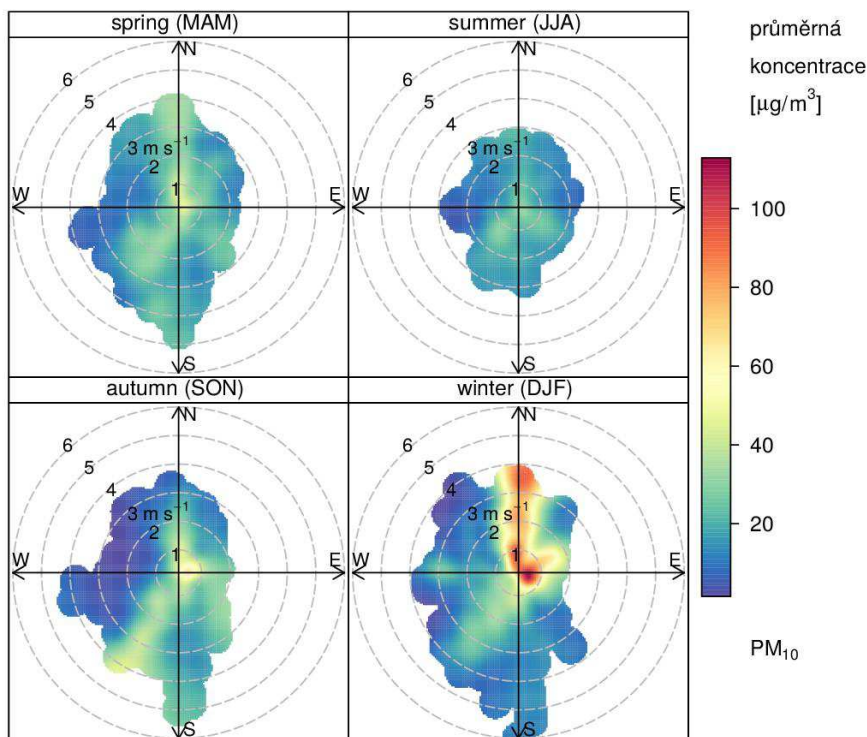 spring (MAM)
N
6
5
4
3 m s⁻¹
2
1
W
E
S
summer (JJA)
N
6
5
4
3 m s⁻¹
2
1
W
E
S
autumn (SON)
N
6
5
4
3 m s⁻¹
2
1
W
E
S
winter (DJF)
N
6
5
4
3 m s⁻¹
2
1
W
E
S
průměrná
koncentrace
[µg/m³]
100
80
60
40
20
PM₁₀